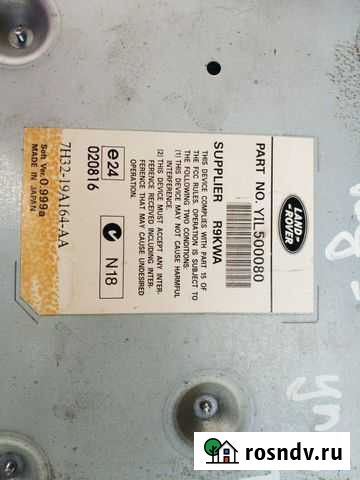 LAND
ROVER
PART NO. YIL500080
SUPPLIER R9KWA
THIS DEVICE COMPLIES WITH PART 15 OF
THE FCC RULES. OPERATION IS SUBJECT TO
THE FOLLOWING TWO CONDITIONS:
(1) THIS DEVICE MAY NOT CAUSE HARMFUL
INTERFERENCE.
(2) THIS DEVICE MUST ACCEPT ANY INTER-
FERENCE RECEIVED INCLUDING INTER-
FERENCE THAT MAY CAUSE UNDESIRED
OPERATION.
e24
020816
N18
7H32-19A164-AA
Soft. Ver. 0.999a
MADE IN JAPAN
rosndv.ru